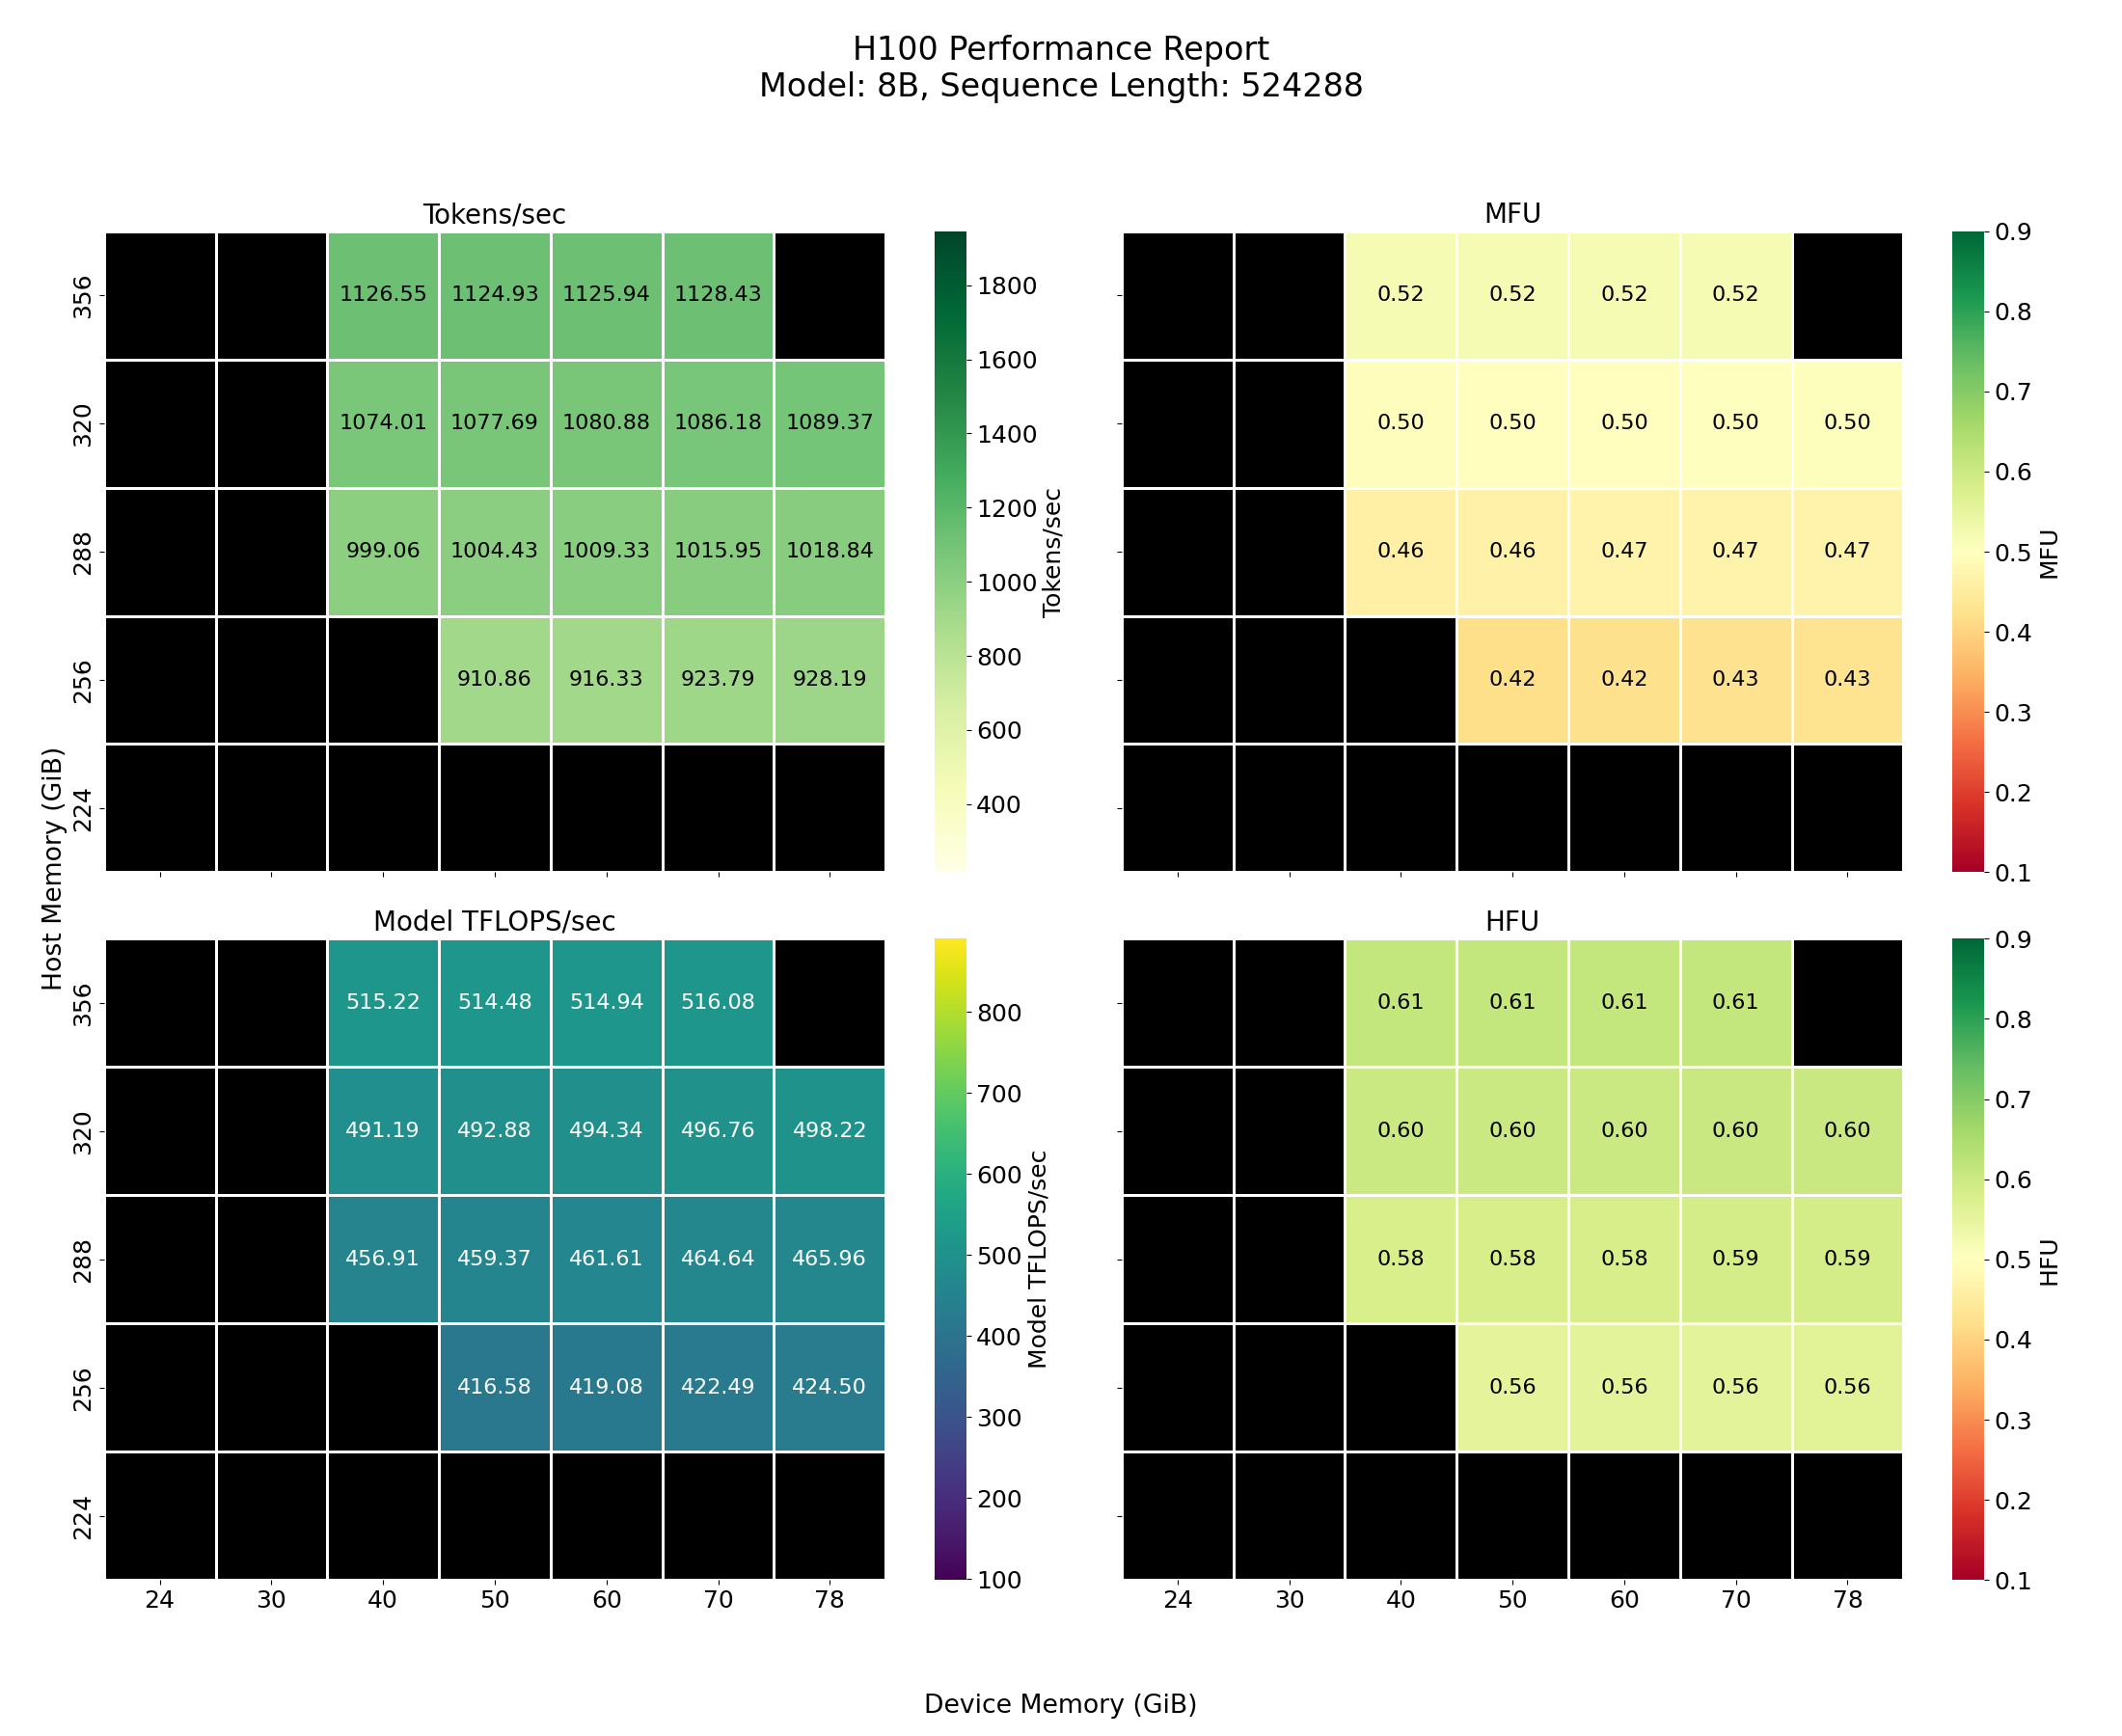 H100 Performance Report
Model: 8B, Sequence Length: 524288
Tokens/sec
356
1126.55 1124.93 1125.94 1128.43
320
1074.01 1077.69 1080.88 1086.18 1089.37
288
999.06 1004.43 1009.33 1015.95 1018.84
256
910.86 916.33 923.79 928.19
224
1800
1600
1400
1200
1000
800
600
400
Tokens/sec
MFU
0.52 0.52 0.52 0.52
0.50 0.50 0.50 0.50 0.50
0.46 0.46 0.47 0.47 0.47
0.42 0.42 0.43 0.43
0.9
0.8
0.7
0.6
0.5
0.4
0.3
0.2
0.1
MFU
Host Memory (GiB)
Model TFLOPS/sec
356
515.22 514.48 514.94 516.08
320
491.19 492.88 494.34 496.76 498.22
288
456.91 459.37 461.61 464.64 465.96
256
416.58 419.08 422.49 424.50
224
24 30 40 50 60 70 78
800
700
600
500
400
300
200
100
Model TFLOPS/sec
HFU
0.61 0.61 0.61 0.61
0.60 0.60 0.60 0.60 0.60
0.58 0.58 0.58 0.59 0.59
0.56 0.56 0.56 0.56
24 30 40 50 60 70 78
0.9
0.8
0.7
0.6
0.5
0.4
0.3
0.2
0.1
HFU
Device Memory (GiB)